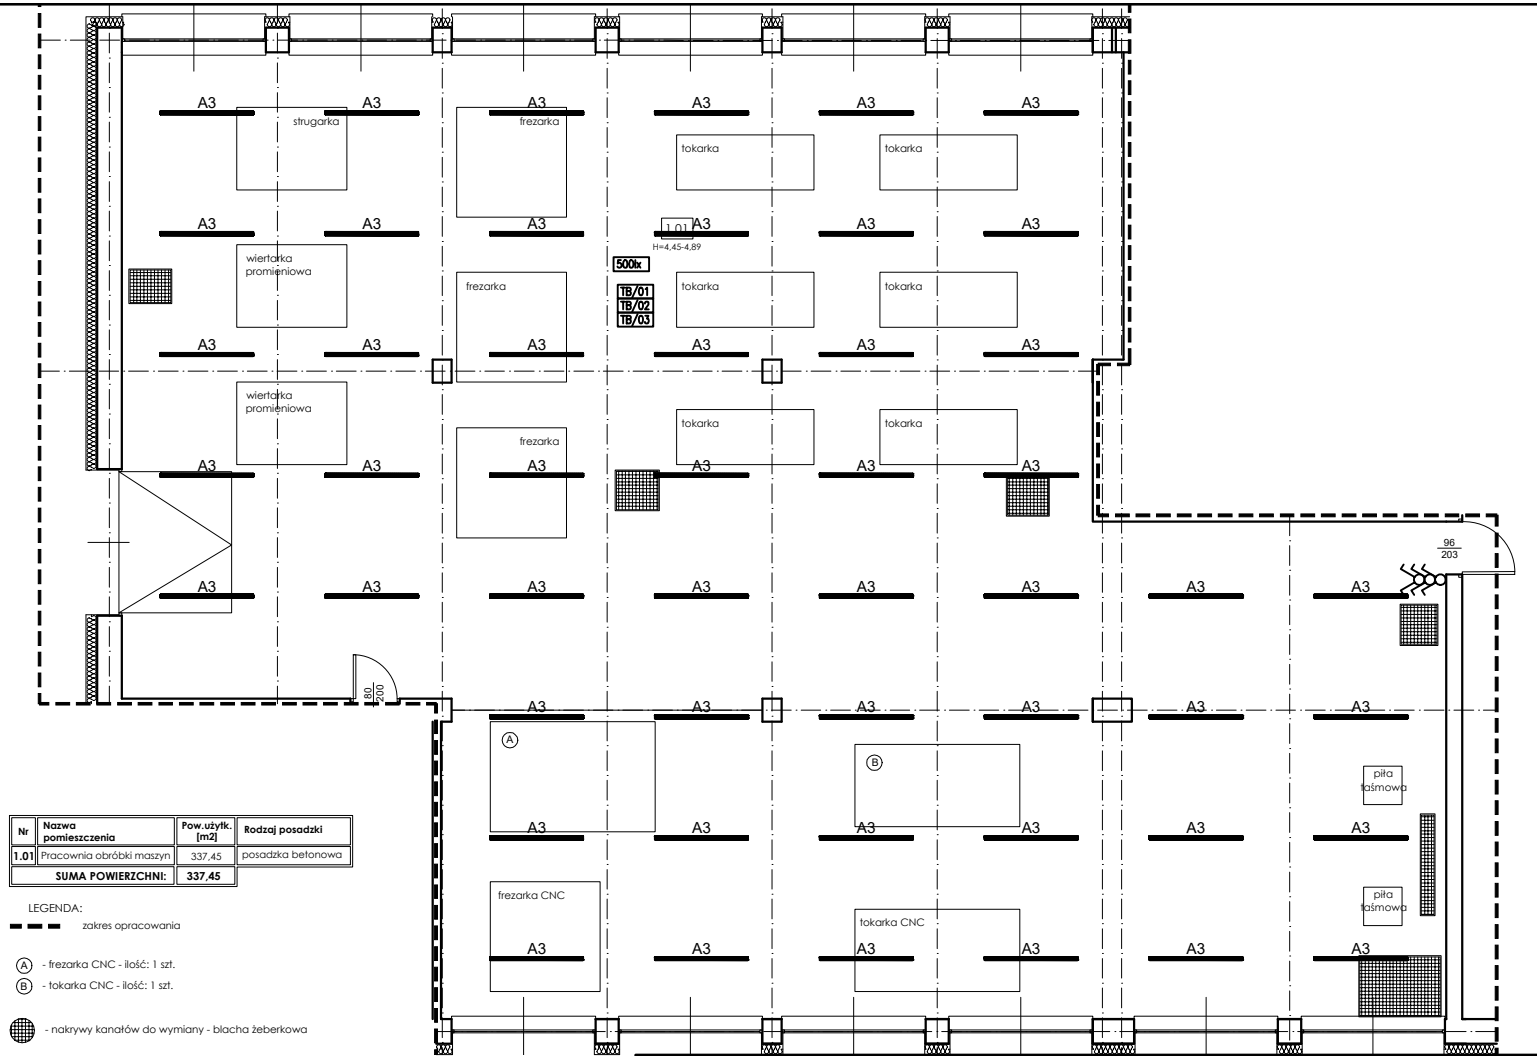 A3 A3 A3 A3 A3 A3
strugarka frezarka
tokarka tokarka
A3 A3 A3 1.01 A3 A3 A3
H=4,45-4,89
wiertarka
promieniowa
500lx
frezarka tokarka tokarka
TB/01
TB/02
TB/03
A3 A3 A3 A3 A3 A3
wiertarka
promieniowa
tokarka tokarka
frezarka
A3 A3 A3 A3 A3 A3
96
203
A3 A3 A3 A3 A3 A3 A3 A3
80
200
A3 A3 A3 A3 A3 A3
A
B
piła
taśmowa
A3 A3 A3 A3 A3 A3
frezarka CNC
piła
taśmowa
tokarka CNC
A3 A3 A3 A3 A3 A3
Nr Nazwa pomieszczenia Pow.użytk. [m2] Rodzaj posadzki
1.01 Pracownia obróbki maszyn 337,45 posadzka betonowa
SUMA POWIERZCHNI: 337,45
LEGENDA:
zakres opracowania
A - frezarka CNC - ilość: 1 szt.
B - tokarka CNC - ilość: 1 szt.
- nakrywy kanałów do wymiany - blacha żeberkowa